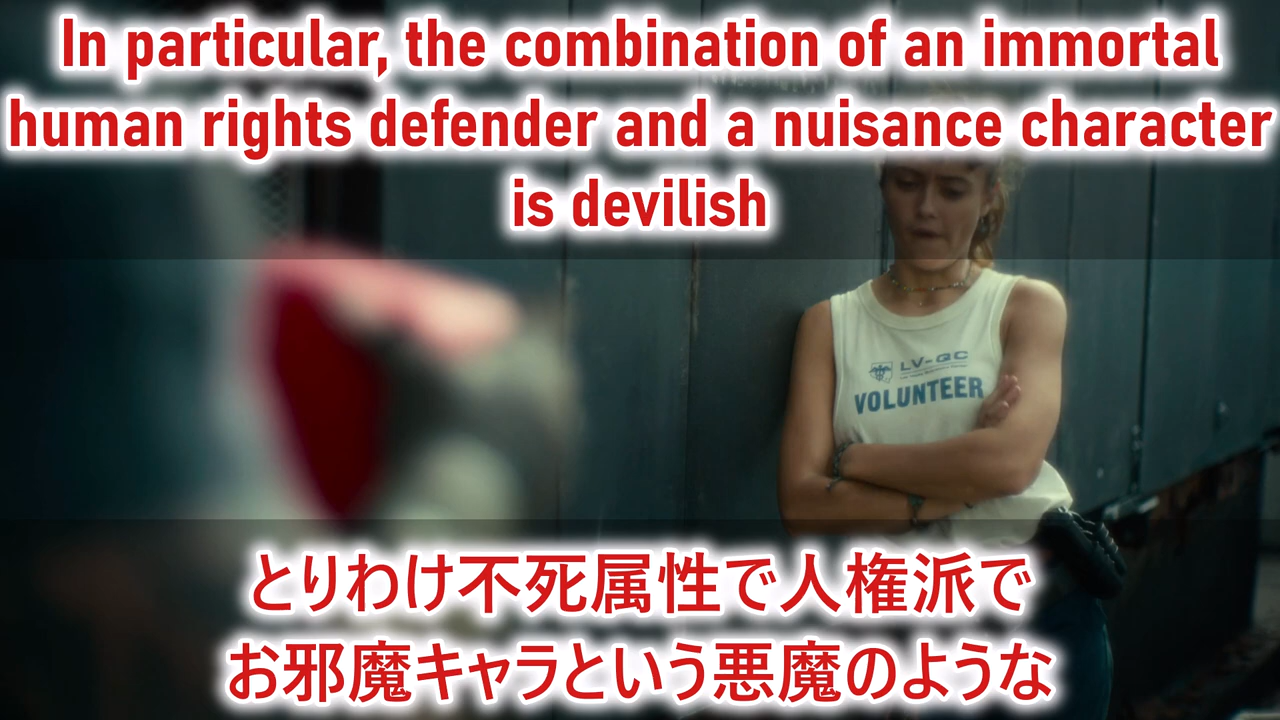 In particular, the combination of an immortal
human rights defender and a nuisance character
is devilish
LV-QC
VOLUNTEER
とりわけ不死属性で人権派で
お邪魔キャラという悪魔のような